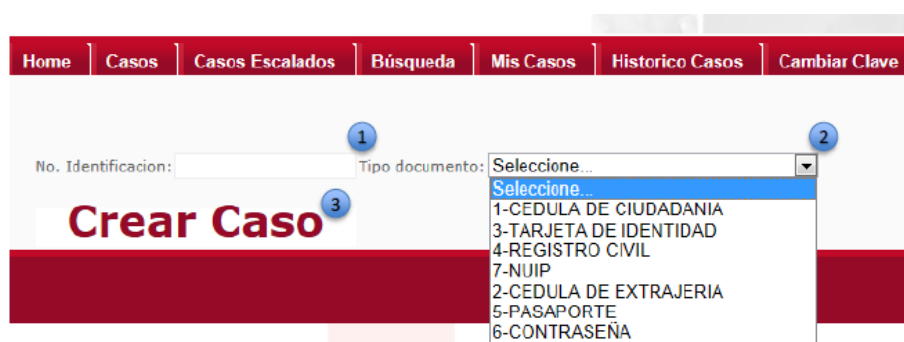 Home Casos Casos Escalados Búsqueda Mis Casos Historico Casos Cambiar Clave
1 2
No. Identificacion: Tipo documento: Seleccione...
Seleccione...
Crear Caso 3
1-CEDULA DE CIUDADANIA
3-TARJETA DE IDENTIDAD
4-REGISTRO CIVIL
7-NUIP
2-CEDULA DE EXTRAJERIA
5-PASAPORTE
6-CONTRASEÑA